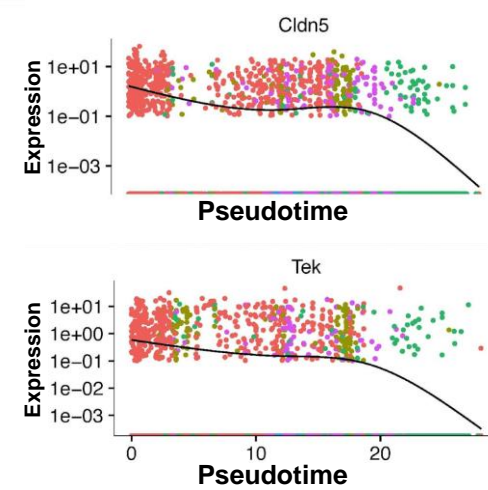 Cldn5
Expression
1e+01
1e−01
1e−03
Pseudotime
Tek
Expression
1e+01
1e+00
1e−01
1e−02
1e−03
0 10 20
Pseudotime